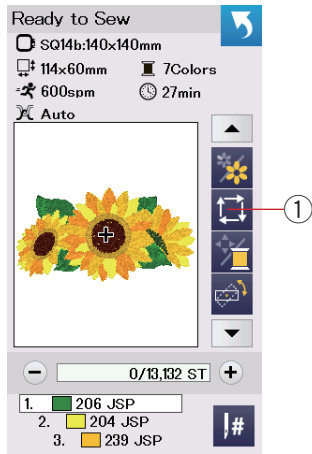 Ready to Sew
SQ14b:140x140mm
114x60mm 7Colors
600spm 27min
Auto
1
0/13,132 ST
1. 206 JSP
2. 204 JSP
3. 239 JSP
#